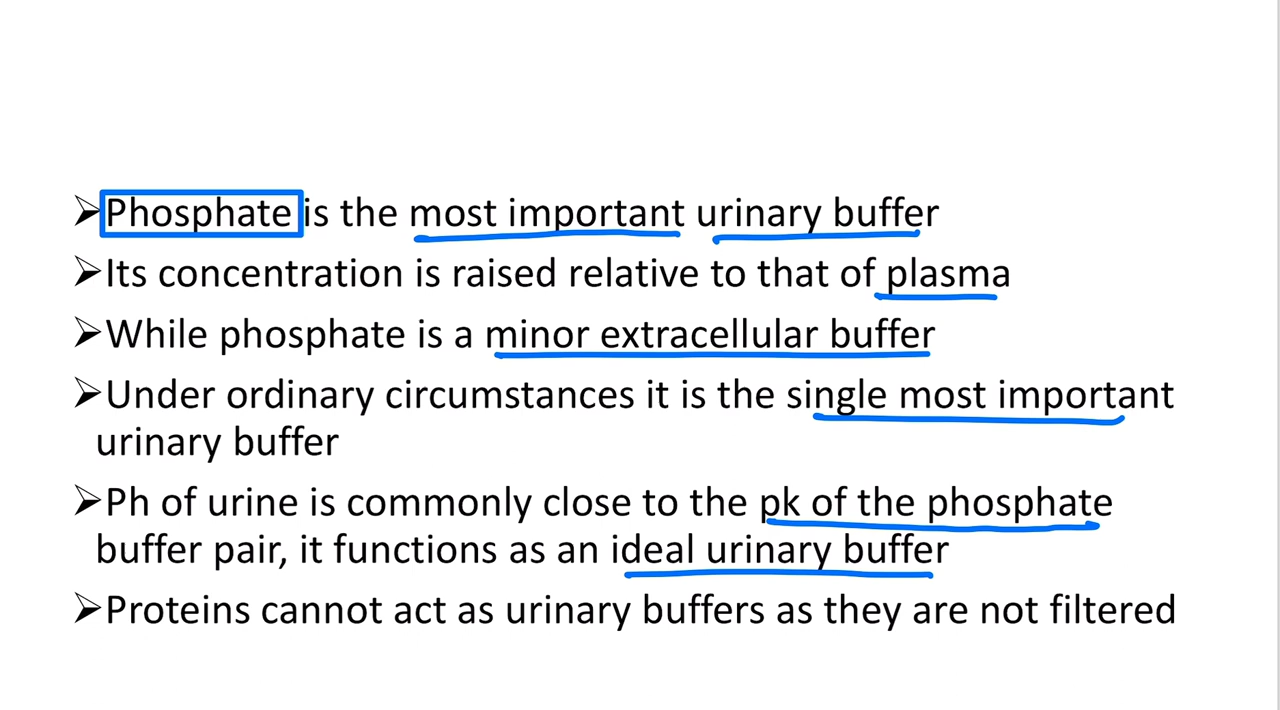 ➢Phosphate is the most important urinary buffer
➢Its concentration is raised relative to that of plasma
➢While phosphate is a minor extracellular buffer
➢Under ordinary circumstances it is the single most important
urinary buffer
➢Ph of urine is commonly close to the pk of the phosphate
buffer pair, it functions as an ideal urinary buffer
➢Proteins cannot act as urinary buffers as they are not filtered